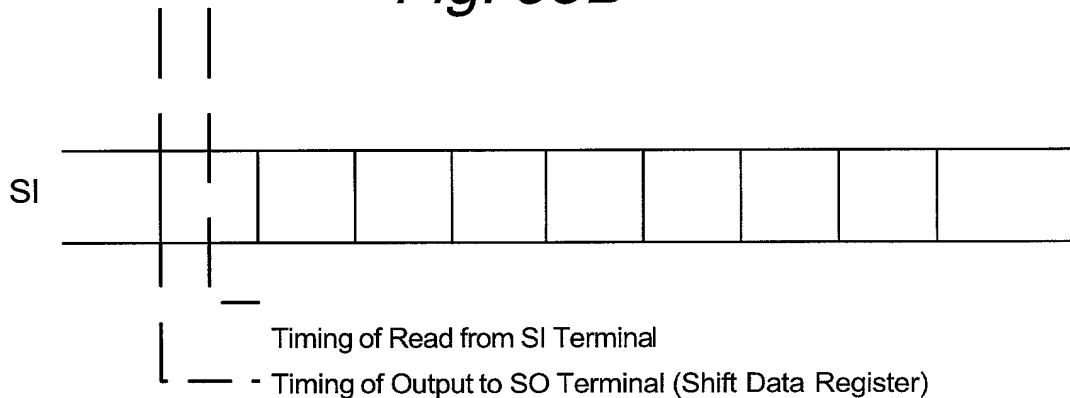 SI
Timing of Read from SI Terminal
Timing of Output to SO Terminal (Shift Data Register)